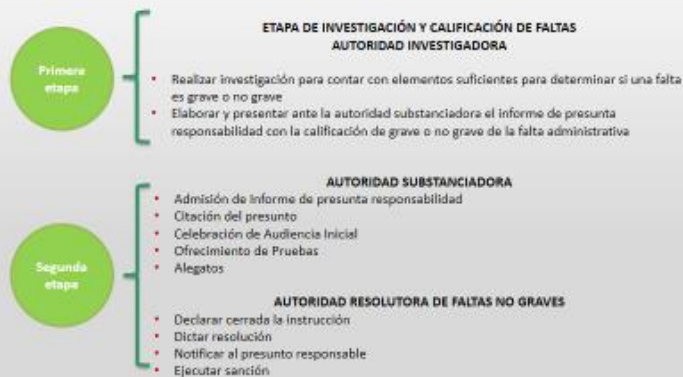 Primera
etapa
ETAPA DE INVESTIGACIÓN Y CALIFICACIÓN DE FALTAS
AUTORIDAD INVESTIGADORA
• Realizar investigación para contar con elementos suficientes para determinar si una falta
es grave o no grave
• Elaborar y presentar ante la autoridad substanciadora el informe de presunta
responsabilidad con la calificación de grave o no grave de la falta administrativa
Segunda
etapa
AUTORIDAD SUBSTANCIADORA
• Admisión de Informe de presunta responsabilidad
• Citación del presunto
• Celebración de Audiencia Inicial
• Ofrecimiento de Pruebas
• Alegatos
AUTORIDAD RESOLUTORA DE FALTAS NO GRAVES
• Declarar cerrada la instrucción
• Dictar resolución
• Notificar al presunto responsable
• Ejecutar sanción